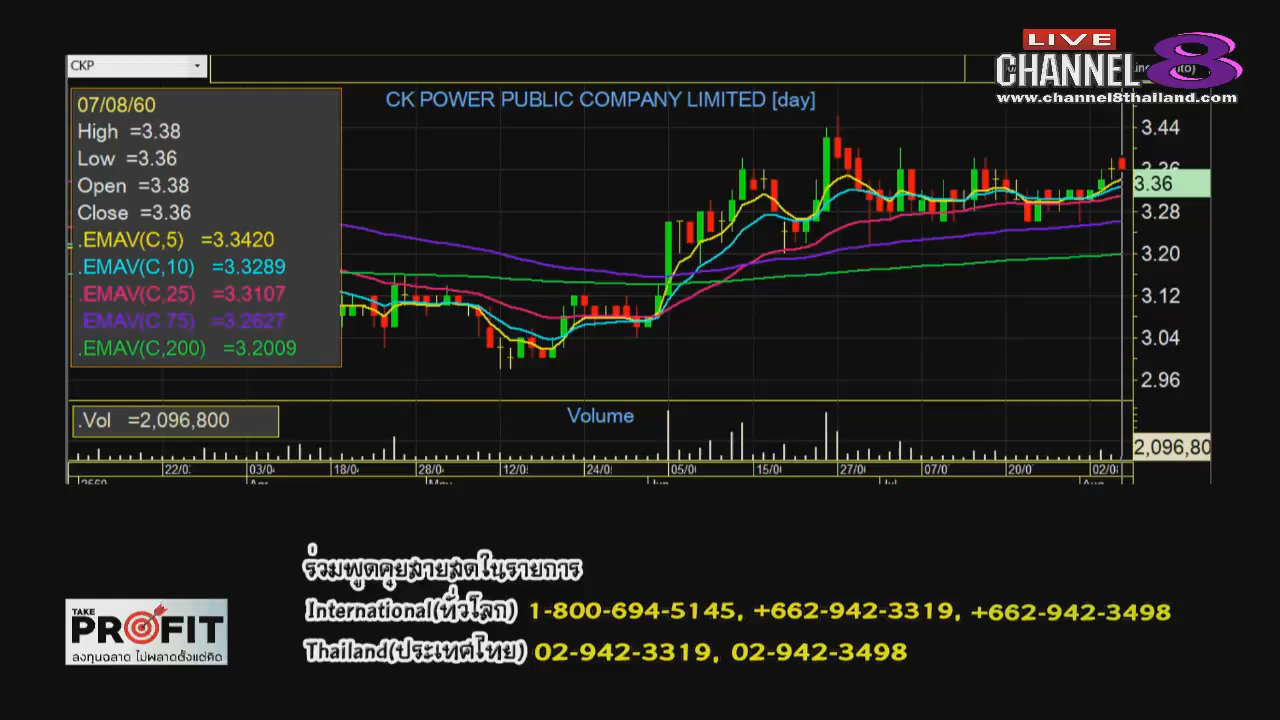 LIVE
CHANNEL 8
www.channel8thailand.com
CKP
CK POWER PUBLIC COMPANY LIMITED [day]
07/08/60
High =3.38
Low =3.36
Open =3.38
Close =3.36
.EMAV(C,5) =3.3420
.EMAV(C,10) =3.3289
.EMAV(C,25) =3.3107
.EMAV(C,75) =3.2627
.EMAV(C,200) =3.2009
3.44
3.36
3.36
3.28
3.20
3.12
3.04
2.96
.Vol =2,096,800
Volume
2,096,80
22/0 03/0 18/0 28/0 12/0 24/0 05/0 15/0 27/0 07/0 20/0 02/0
2560 Apr May Jun Jul Aug
ร่วมพูดคุยสายสดในรายการ
International(ทั่วโลก) 1-800-694-5145, +662-942-3319, +662-942-3498
Thailand(ประเทศไทย) 02-942-3319, 02-942-3498
TAKE
PROFIT
ลงทุนฉลาด ไม่พลาดตั้งแต่คิด